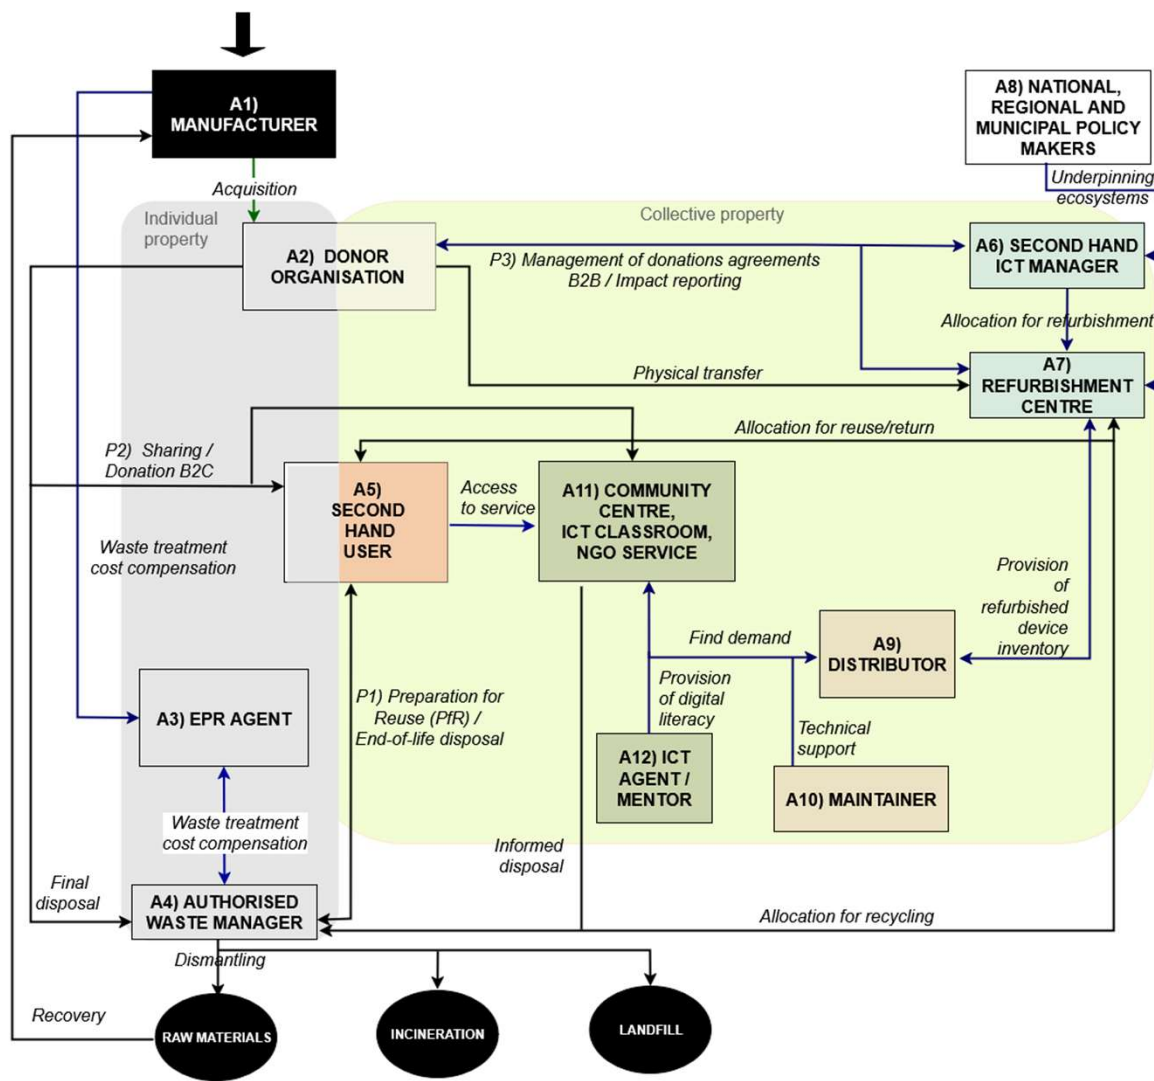 A1)
MANUFACTURER
A8) NATIONAL,
REGIONAL AND
MUNICIPAL POLICY
MAKERS
Acquisition
Underpinning
ecosystems
Individual
property
Collective property
A2) DONOR
ORGANISATION
P3) Management of donations agreements
B2B / Impact reporting
A6) SECOND HAND
ICT MANAGER
Allocation for refurbishment
Physical transfer
A7)
REFURBISHMENT
CENTRE
P2) Sharing /
Donation B2C
Allocation for reuse/return
A5)
SECOND
HAND
USER
Access
to service
A11) COMMUNITY
CENTRE,
ICT CLASSROOM,
NGO SERVICE
Waste treatment
cost compensation
Provision
of
refurbished
device
inventory
Find demand
A9)
DISTRIBUTOR
A3) EPR AGENT
P1) Preparation for
Reuse (PfR) /
End-of-life disposal
Provision
of digital
literacy
Technical
support
A12) ICT
AGENT /
MENTOR
A10) MAINTAINER
Waste treatment
cost compensation
Informed
disposal
Final
disposal
A4) AUTHORISED
WASTE MANAGER
Allocation for recycling
Dismantling
Recovery
RAW MATERIALS
INCINERATION
LANDFILL